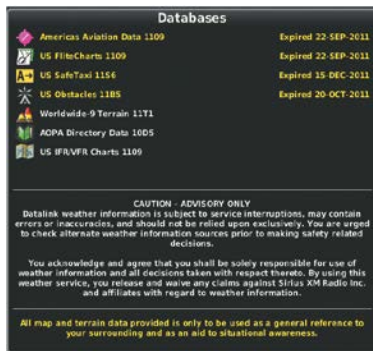 Databases
Americas Aviation Data 1109 Expired 22-SEP-2011
US FliteCharts 1109 Expired 22-SEP-2011
A→ US SafeTaxi 11S6 Expired 15-DEC-2011
US Obstacles 11B5 Expired 20-OCT-2011
Worldwide-9 Terrain 11T1
AOPA Directory Data 10D5
US IFR/VFR Charts 1109
CAUTION - ADVISORY ONLY
Datalink weather information is subject to service interruptions, may contain
errors or inaccuracies, and should not be relied upon exclusively. You are urged
to check alternate weather information sources prior to making safety related
decisions.
You acknowledge and agree that you shall be solely responsible for use of
weather information and all decisions taken with respect thereto. By using this
weather service, you release and waive any claims against Sirius XM Radio Inc.
and affiliates with regard to weather information.
All map and terrain data provided is only to be used as a general reference to
your surrounding and as an aid to situational awareness.